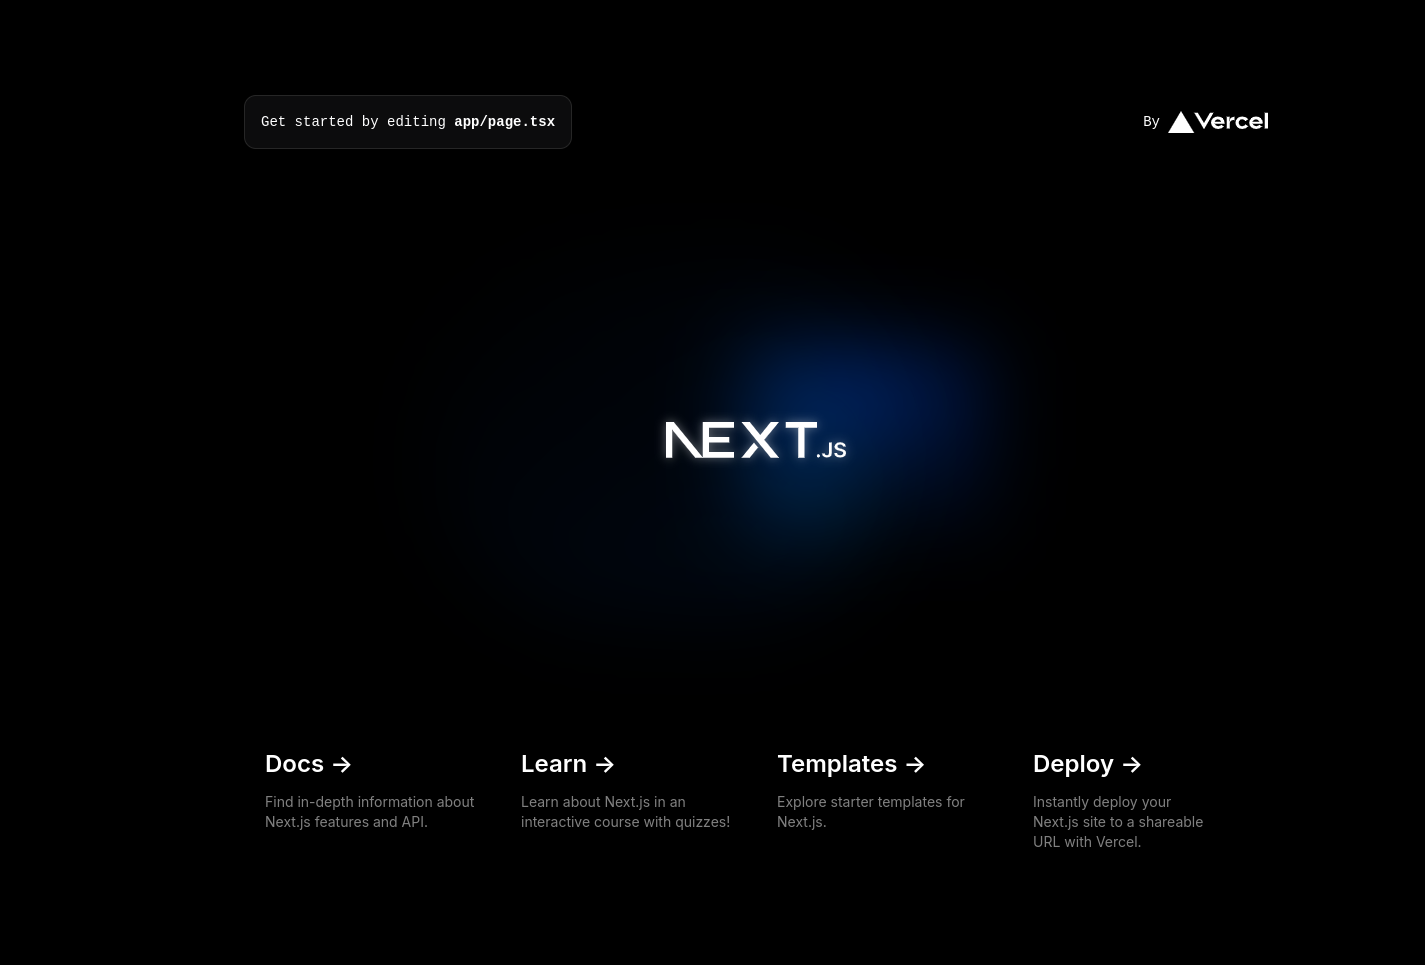 Get started by editing app/page.tsx
By Vercel
NEXT.JS
Docs →
Find in-depth information about
Next.js features and API.
Learn →
Learn about Next.js in an
interactive course with quizzes!
Templates →
Explore starter templates for
Next.js.
Deploy →
Instantly deploy your
Next.js site to a shareable
URL with Vercel.